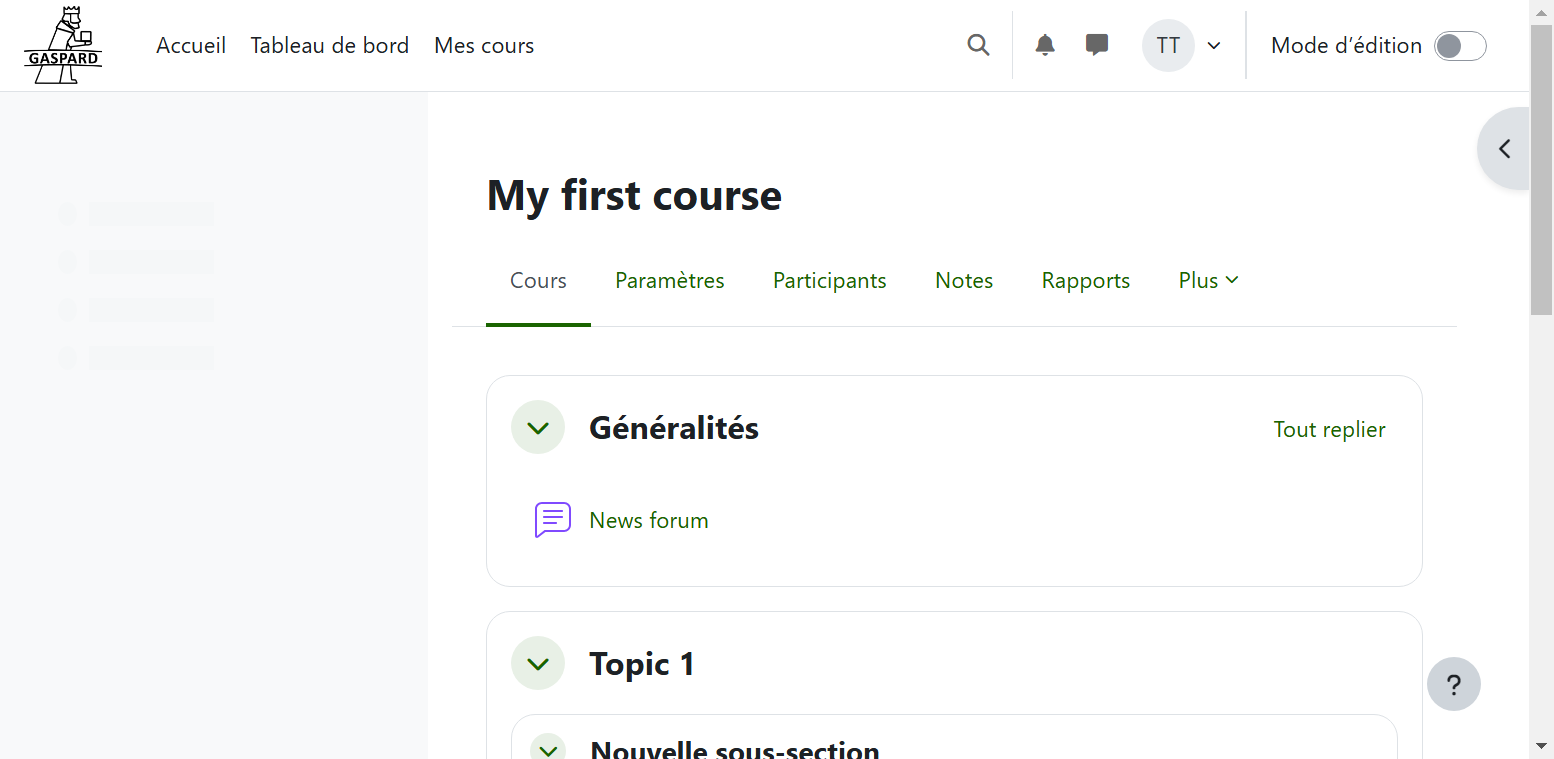 GASPARD
Accueil Tableau de bord Mes cours TT Mode d’édition
My first course
Cours Paramètres Participants Notes Rapports Plus
Généralités Tout replier
News forum
Topic 1
?
Nouvelle sous-section